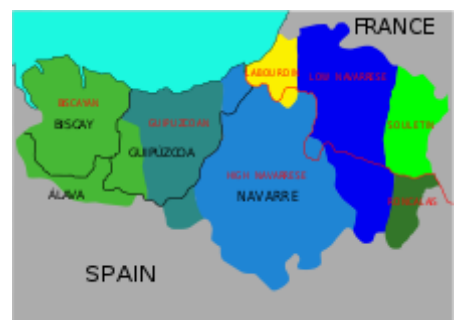 FRANCE
LABOURDIN
LOW NAVARRESE
BISCAYAN
GUIPUZCOAN
BISCAY
SOULETIN
GUIPUZCOA
HIGH NAVARRESE
ALAVA
NAVARRE
RONCALAIS
SPAIN